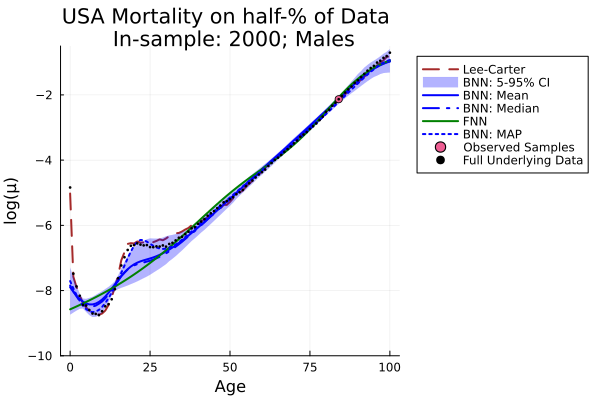 USA Mortality on half-% of Data
In-sample: 2000; Males
log(μ)
−2
−4
−6
−8
−10
0
25
50
75
100
Age
Lee-Carter
BNN: 5-95% CI
BNN: Mean
BNN: Median
FNN
BNN: MAP
Observed Samples
Full Underlying Data